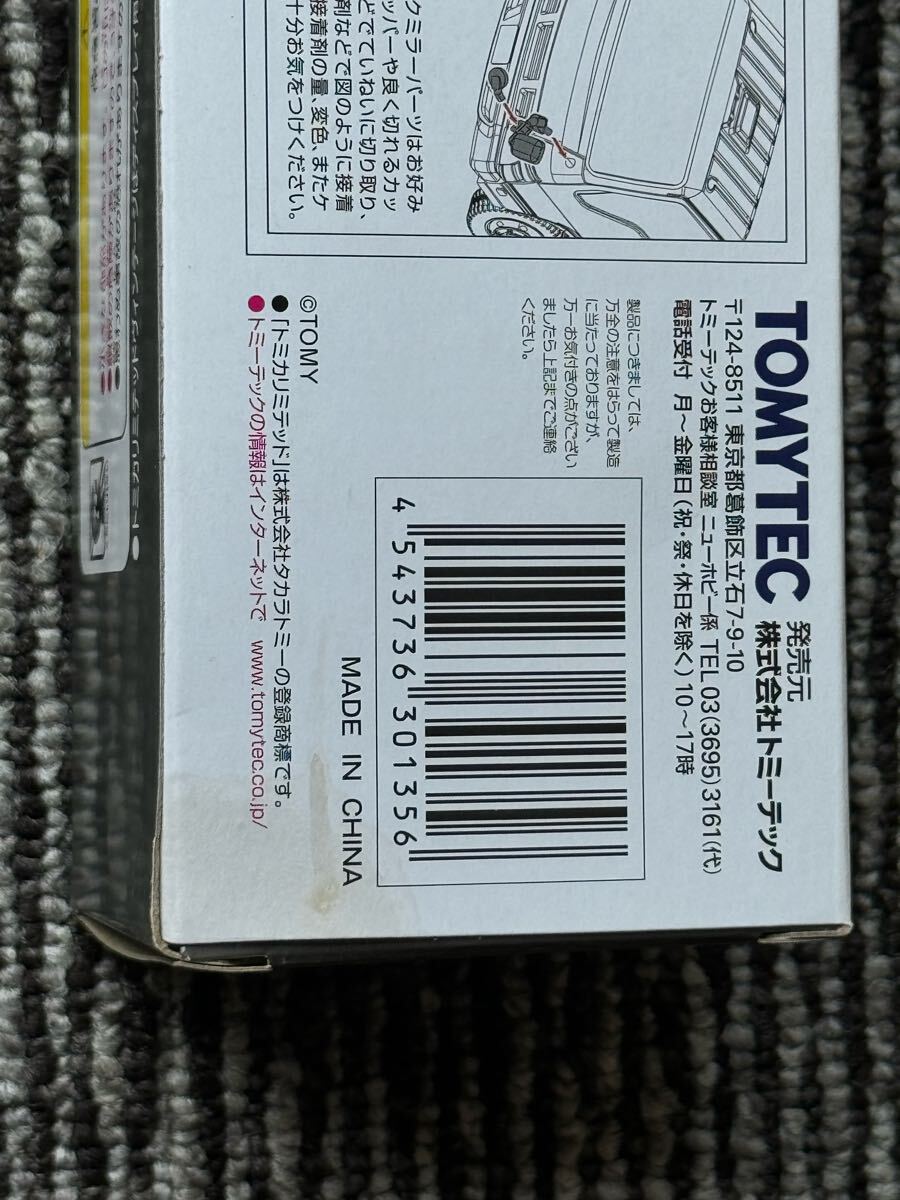 クミラーパーツはお好み
ッパーや良く切れるカッ
どでていねいに切り取り、
剤などで図のように接着
接着剤の量、変色、またケ
十分お気をつけください。
TOMYTEC 発売元 株式会社トミーテック
〒124-8511 東京都葛飾区立石7-9-10
トミーテックお客様相談室 ニューホビー係 TEL 03(3695)3161(代)
電話受付 月〜金曜日(祝・祭・休日を除く) 10〜17時
製品につきましては、
万全の注意をはらって製造
に当たっておりますが、
万一お気付きの点がござい
ましたら上記までご連絡
ください。
4 543736 301356
MADE IN CHINA
©TOMY
●「トミカリミテッド」は株式会社タカラトミーの登録商標です。
●トミーテックの情報はインターネットで www.tomytec.co.jp/